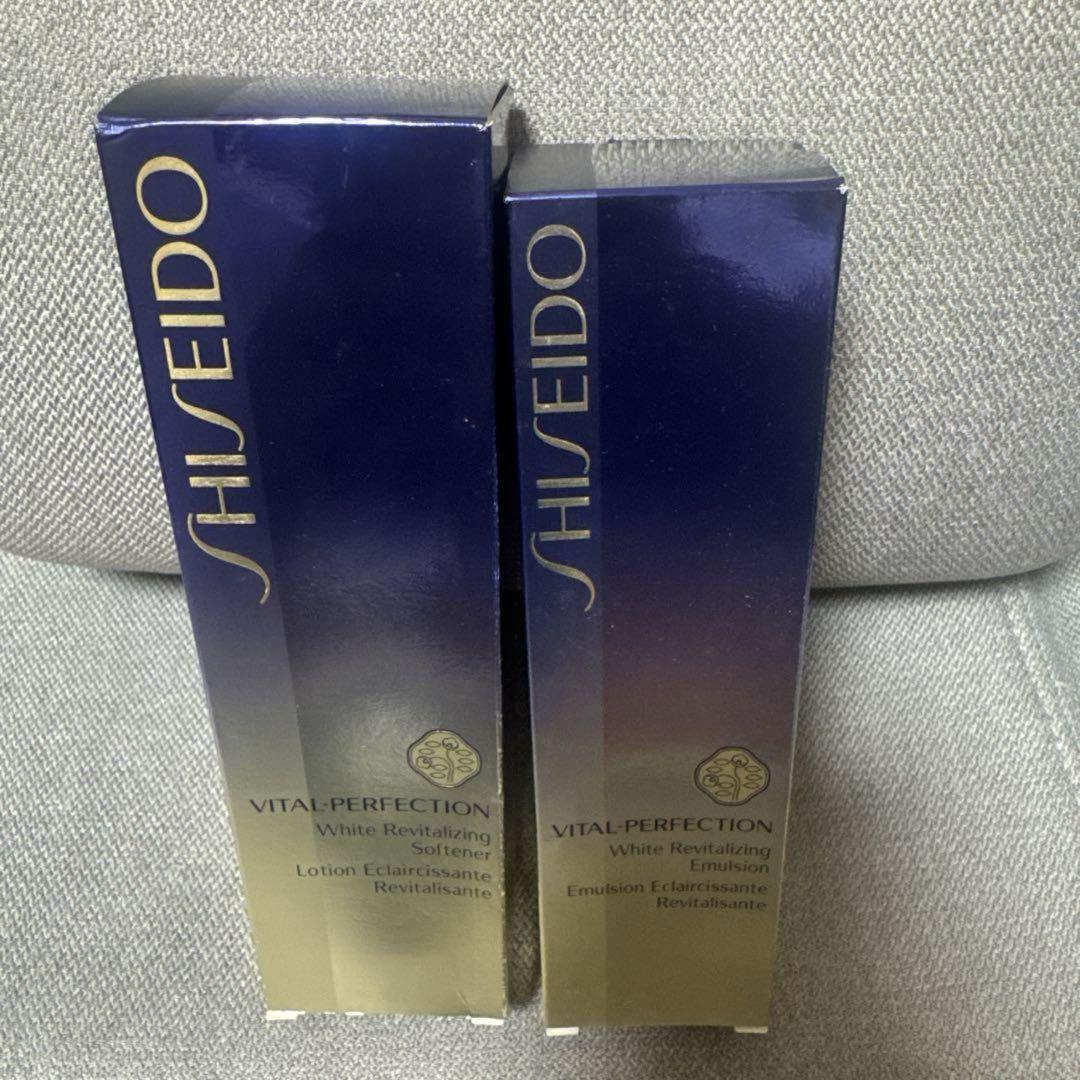 SHISEIDO
VITAL-PERFECTION
White Revitalizing
Softener
Lotion Eclaircissante
Revitalisante
SHISEIDO
VITAL-PERFECTION
White Revitalizing
Emulsion
Emulsion Eclaircissante
Revitalisante